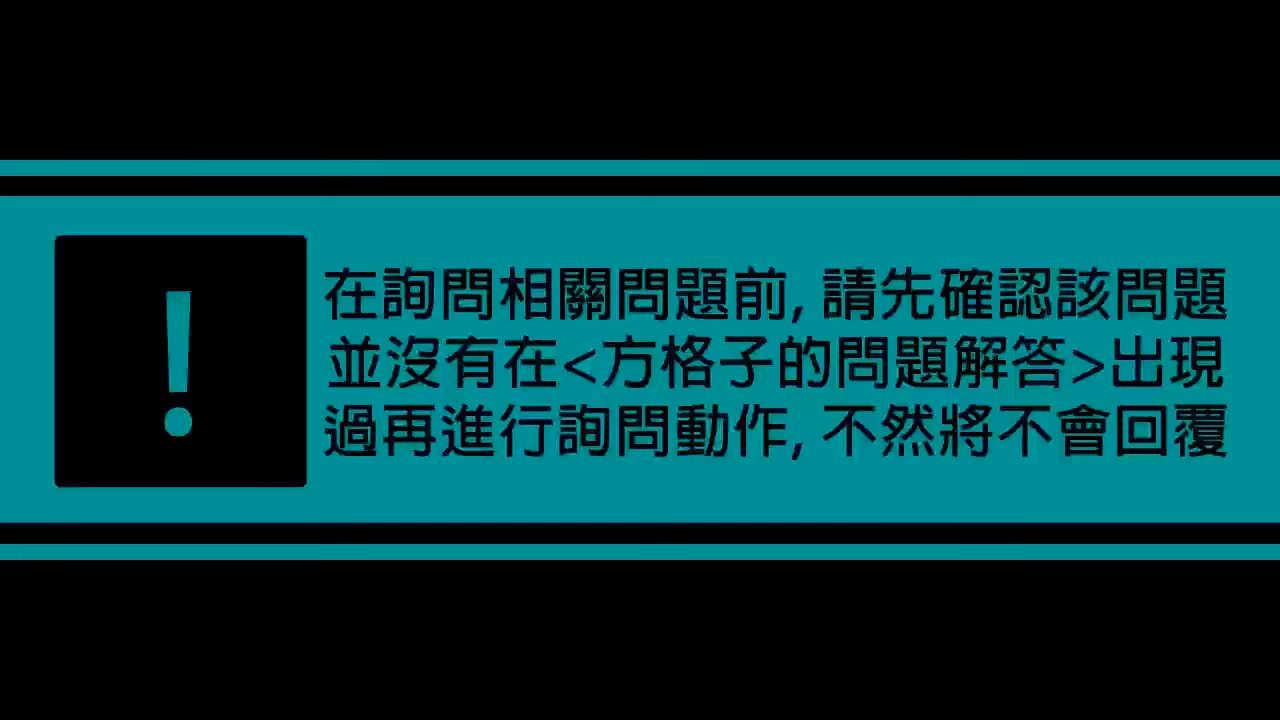 在詢問相關問題前, 請先確認該問題
並沒有在<方格子的問題解答>出現
過再進行詢問動作, 不然將不會回覆